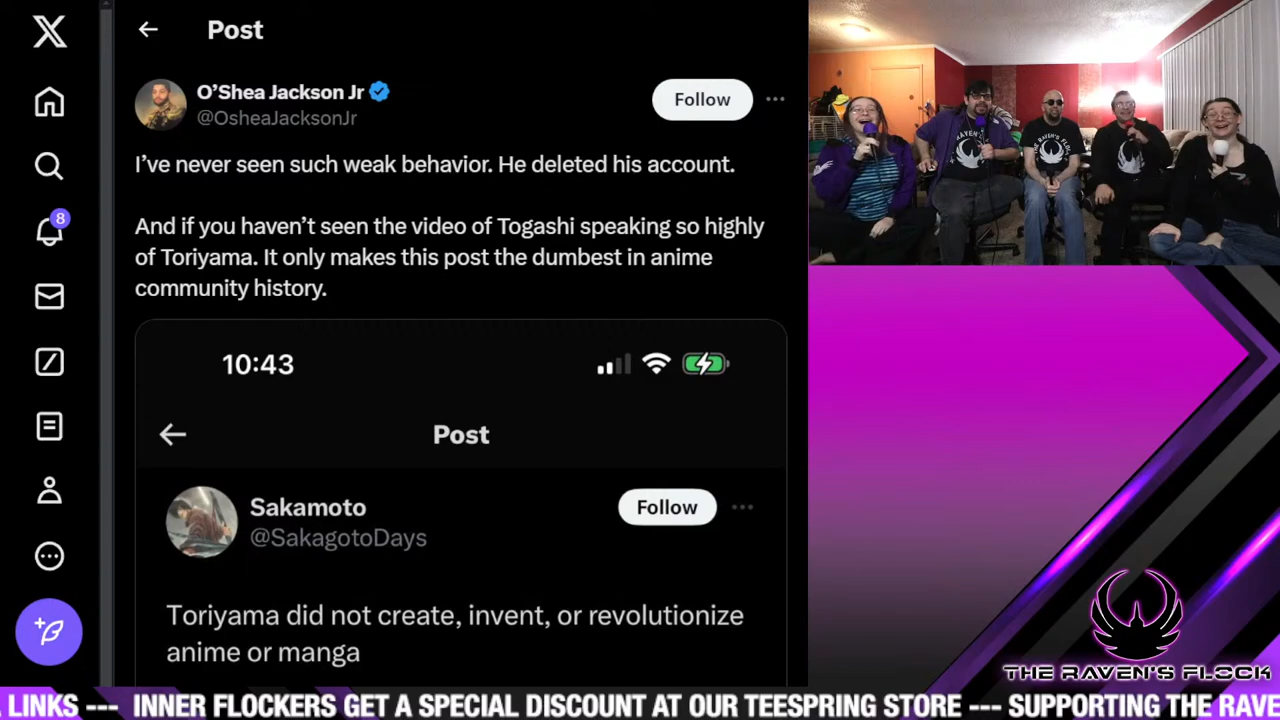 Post
O’Shea Jackson Jr
@OsheaJacksonJr
Follow
I’ve never seen such weak behavior. He deleted his account.
And if you haven’t seen the video of Togashi speaking so highly
of Toriyama. It only makes this post the dumbest in anime
community history.
8
10:43
Post
Sakamoto
@SakagotoDays
Follow
Toriyama did not create, invent, or revolutionize
anime or manga
THE RAVEN'S FLOCK
LINKS --- INNER FLOCKERS GET A SPECIAL DISCOUNT AT OUR TEESPRING STORE --- SUPPORTING THE RAVE